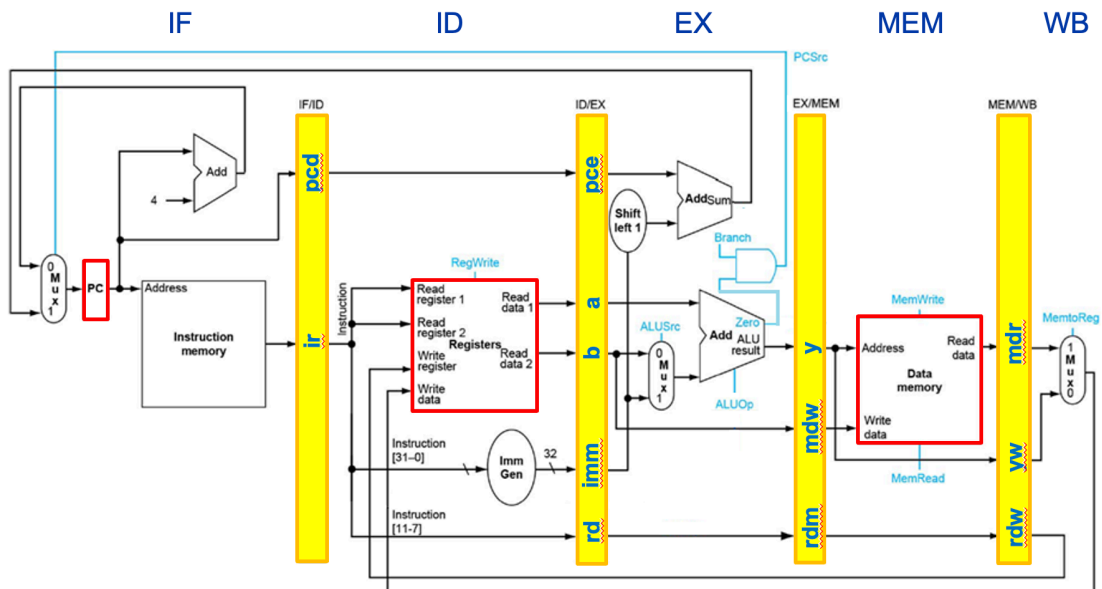 IF
ID
EX
MEM
WB
PCSrc
IF/ID
ID/EX
EX/MEM
MEM/WB
pcd
pce
Add
4
Add
Sum
Shift
left 1
Branch
0
M
u
x
1
PC
Address
Instruction
memory
ir
Instruction
RegWrite
Read
register 1
Read
register 2
Registers
Write
register
Write
data
Read
data 1
Read
data 2
a
b
ALUSrc
0
M
u
x
1
Zero
Add
ALU
result
ALUOp
y
MemWrite
Address
Read
data
Data
memory
Write
data
MemRead
mdr
MemtoReg
1
M
u
x
0
mdw
yw
Instruction
[31–0]
Imm
Gen
32
imm
Instruction
[11-7]
rd
rdm
rdw